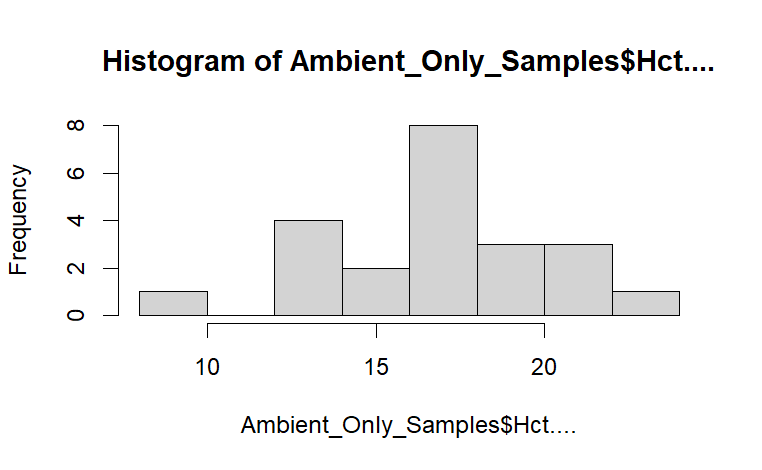 Histogram of Ambient_Only_Samples$Hct....
Frequency
8
6
4
2
0
10 15 20
Ambient_Only_Samples$Hct....